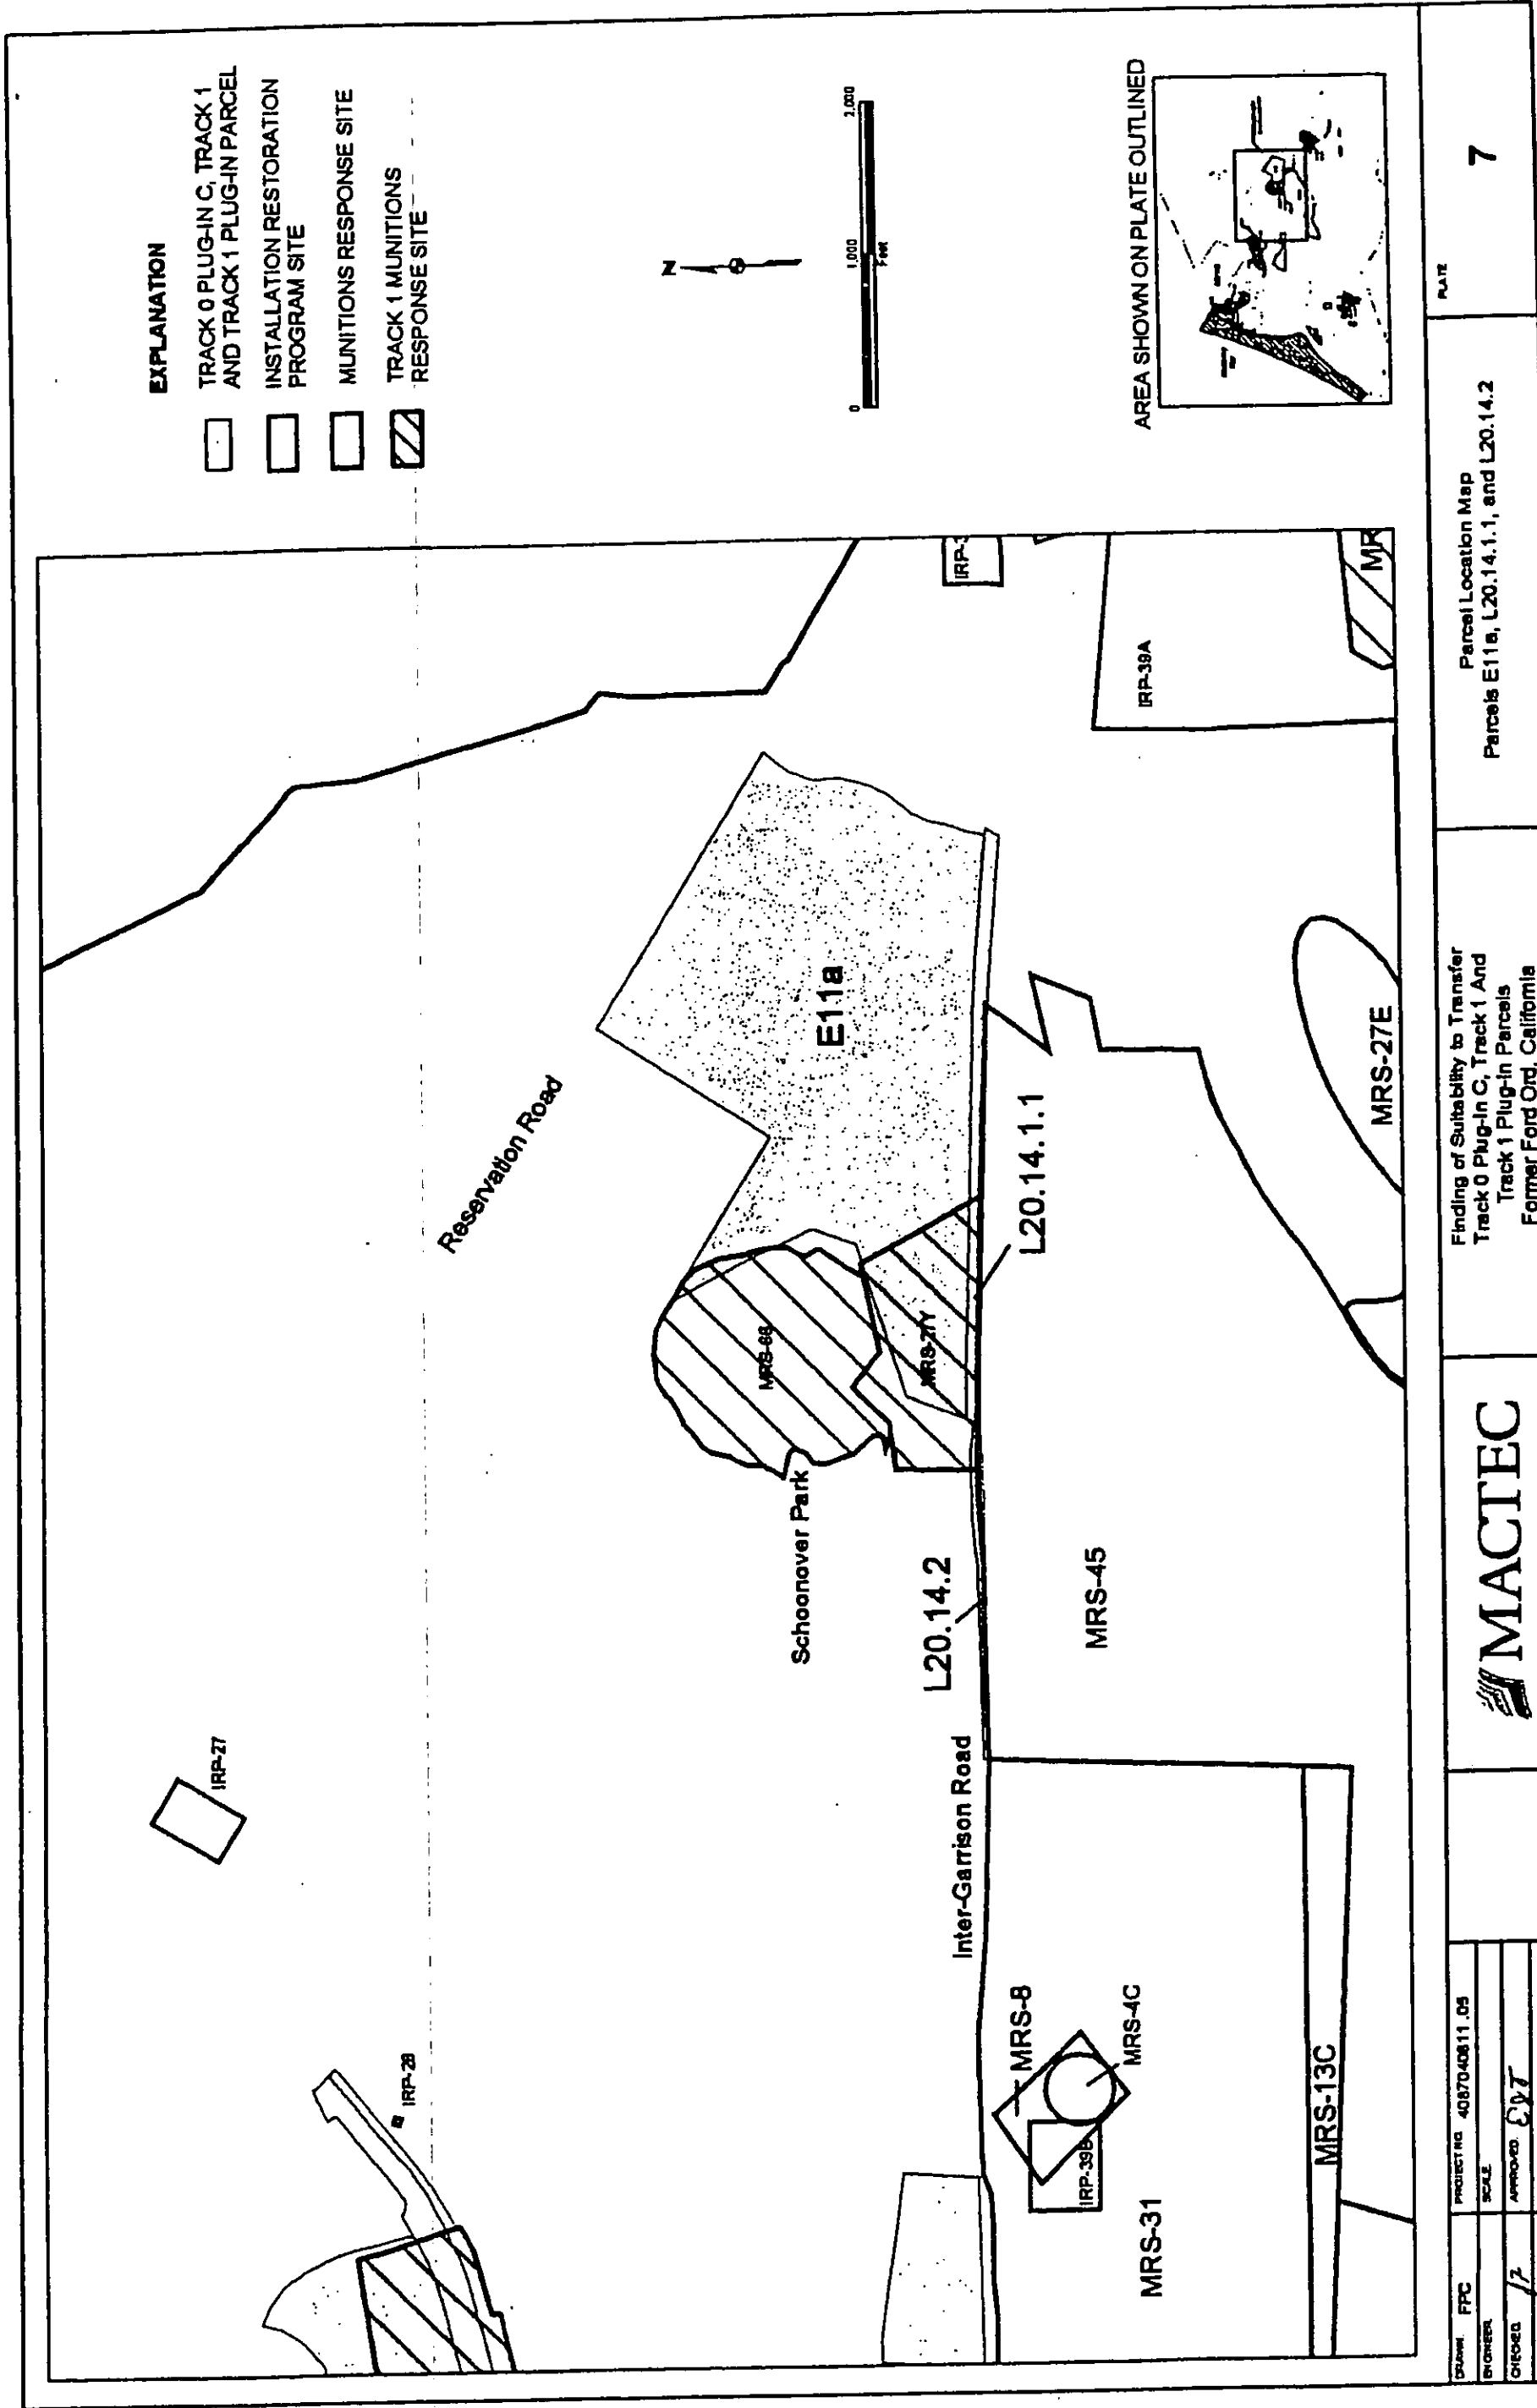 EXPLANATION
TRACK 0 PLUG-IN C, TRACK 1
AND TRACK 1 PLUG-IN PARCEL
INSTALLATION RESTORATION
PROGRAM SITE
MUNITIONS RESPONSE SITE
TRACK 1 MUNITIONS
RESPONSE SITE
N
0
1,000
2,000
Feet
AREA SHOWN ON PLATE OUTLINED
IRP-27
IRP-28
Reservation Road
Schoonover Park
MRS-66
MRS-27Y
E11a
L20.14.2
L20.14.1.1
Inter-Garrison Road
IRP-3
IRP-39A
MR
MRS-8
MRS-4C
IRP-39B
MRS-31
MRS-45
MRS-13C
MRS-27E
DRAWN FPC
PROJECT NO. 4087040811.05
ENGINEER
SCALE
CHECKED
APPROVED
MACTEC
Finding of Suitability to Transfer
Track 0 Plug-in C, Track 1 And
Track 1 Plug-in Parcels
Former Ford Ord, California
Parcel Location Map
Parcels E11a, L20.14.1.1, and L20.14.2
PLATE
7